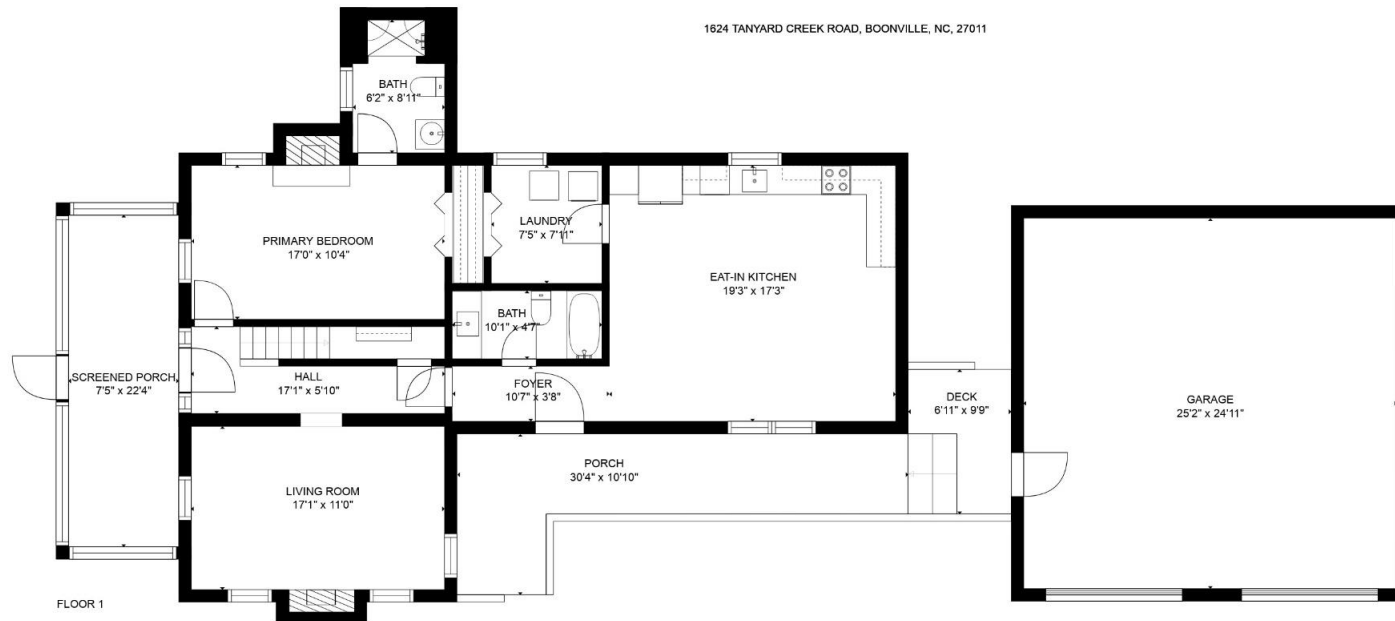 1624 TANYARD CREEK ROAD, BOONVILLE, NC, 27011
BATH
6'2" x 8'11"
PRIMARY BEDROOM
17'0" x 10'4"
LAUNDRY
7'5" x 7'11"
EAT-IN KITCHEN
19'3" x 17'3"
BATH
10'1" x 4'7"
SCREENED PORCH
7'5" x 22'4"
HALL
17'1" x 5'10"
FOYER
10'7" x 3'8"
DECK
6'11" x 9'9"
GARAGE
25'2" x 24'11"
PORCH
30'4" x 10'10"
LIVING ROOM
17'1" x 11'0"
FLOOR 1